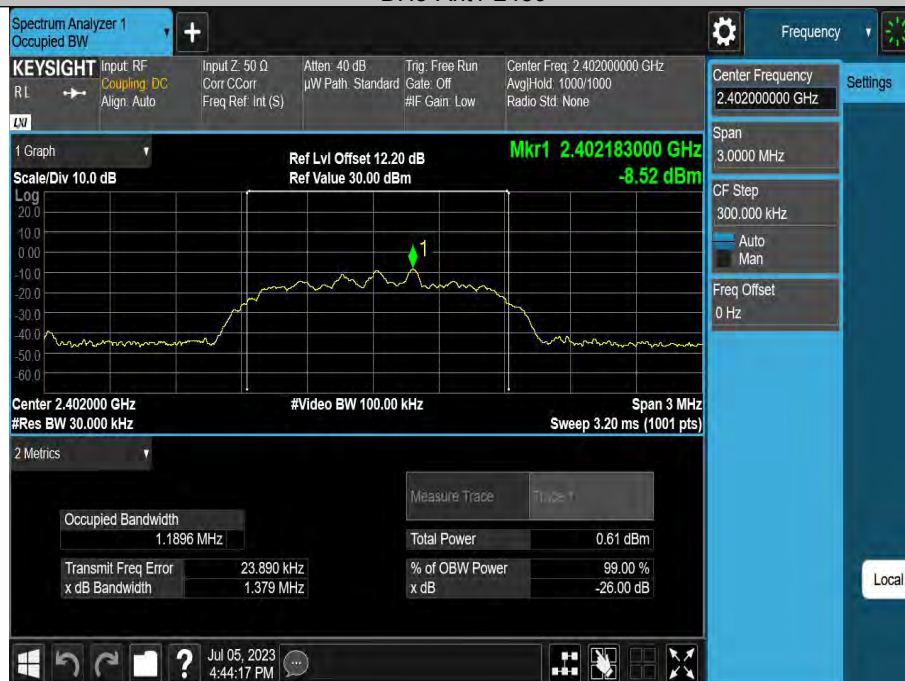 Spectrum Analyzer 1
Occupied BW
Frequency
KEYSIGHT
RL
LXI
Input: RF
Coupling: DC
Align: Auto
Input Z: 50 Ω
Corr CCorr
Freq Ref: Int (S)
Atten: 40 dB
µW Path: Standard
Trig: Free Run
Gate: Off
#IF Gain: Low
Center Freq: 2.402000000 GHz
Avg|Hold: 1000/1000
Radio Std: None
Center Frequency
2.402000000 GHz
Settings
Span
3.0000 MHz
CF Step
300.000 kHz
Auto
Man
Freq Offset
0 Hz
Local
1 Graph
Scale/Div 10.0 dB
Ref Lvl Offset 12.20 dB
Ref Value 30.00 dBm
Mkr1 2.402183000 GHz
-8.52 dBm
Log
20.0
10.0
0.00
-10.0
-20.0
-30.0
-40.0
-50.0
-60.0
1
Center 2.402000 GHz
#Res BW 30.000 kHz
#Video BW 100.00 kHz
Span 3 MHz
Sweep 3.20 ms (1001 pts)
2 Metrics
Measure Trace
Trace 1
Occupied Bandwidth
1.1896 MHz
Total Power
0.61 dBm
Transmit Freq Error
23.890 kHz
% of OBW Power
99.00 %
x dB Bandwidth
1.379 MHz
x dB
-26.00 dB
Jul 05, 2023
4:44:17 PM